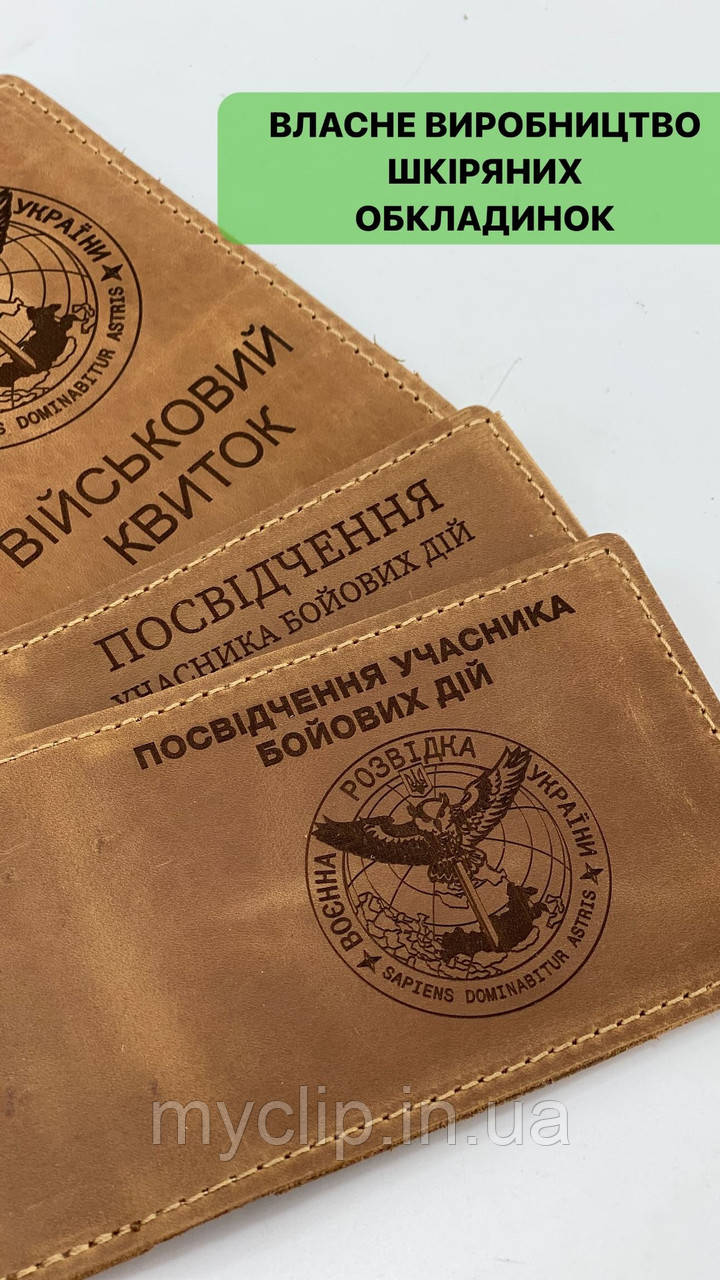 ВЛАСНЕ ВИРОБНИЦТВО
ШКІРЯНИХ
ОБКЛАДИНОК
УКРАЇНИ
SAPIENS DOMINABITUR ASTRIS
ВІЙСЬКОВИЙ
КВИТОК
ПОСВІДЧЕННЯ
УЧАСНИКА БОЙОВИХ ДІЙ
ПОСВІДЧЕННЯ УЧАСНИКА
БОЙОВИХ ДІЙ
ВОЄННА РОЗВІДКА УКРАЇНИ
SAPIENS DOMINABITUR ASTRIS
myclip.in.ua